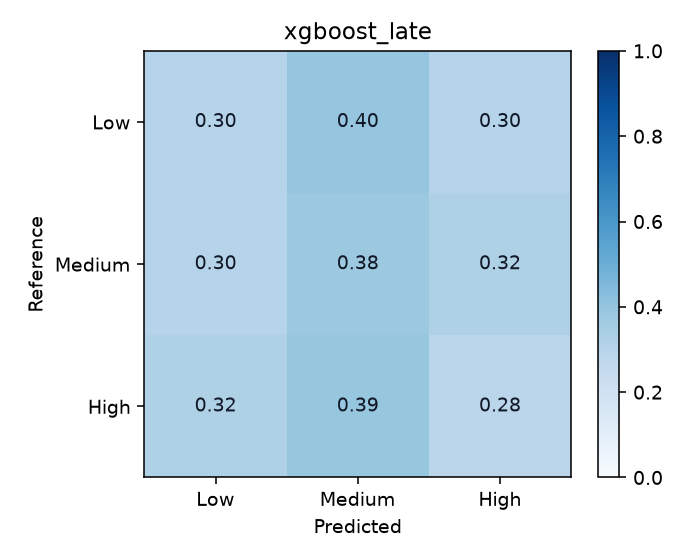 xgboost_late
Reference
Low 0.30 0.40 0.30
Medium 0.30 0.38 0.32
High 0.32 0.39 0.28
Low Medium High
Predicted
1.0
0.8
0.6
0.4
0.2
0.0